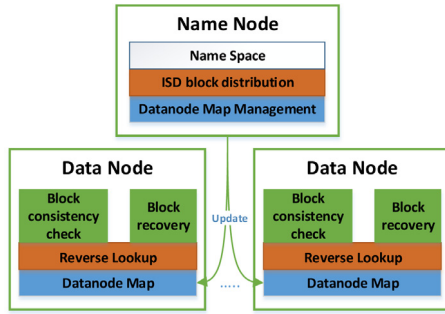 Name Node
Name Space
ISD block distribution
Datanode Map Management
Data Node
Block
consistency
check
Block
recovery
Reverse Lookup
Datanode Map
Update
.....
Data Node
Block
consistency
check
Block
recovery
Reverse Lookup
Datanode Map